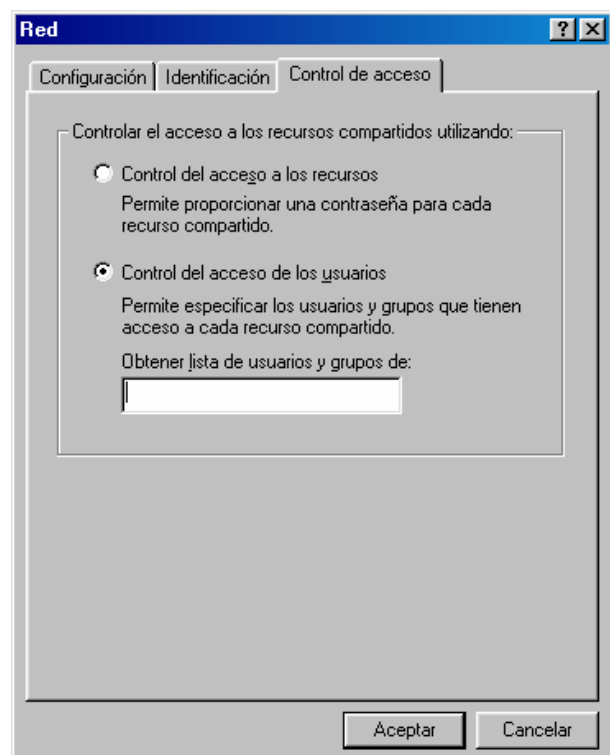 Red
Configuración Identificación Control de acceso
Controlar el acceso a los recursos compartidos utilizando:
Control del acceso a los recursos
Permite proporcionar una contraseña para cada
recurso compartido.
Control del acceso de los usuarios
Permite especificar los usuarios y grupos que tienen
acceso a cada recurso compartido.
Obtener lista de usuarios y grupos de:
Aceptar Cancelar